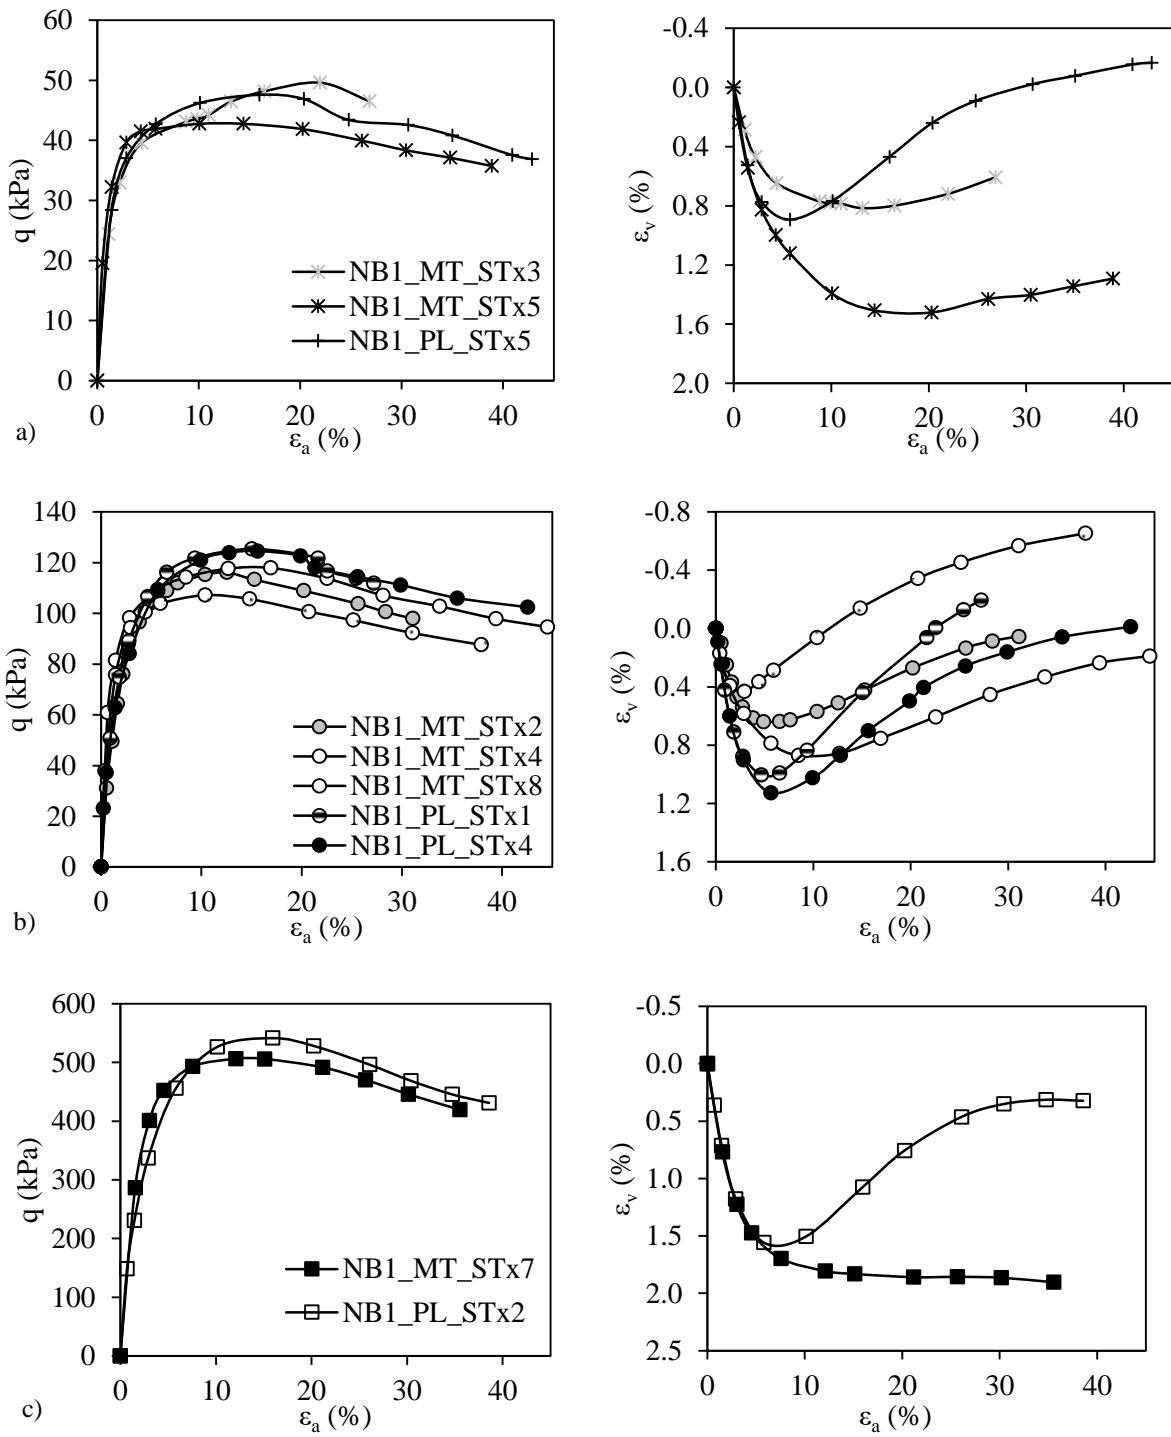 60
50
40
30
20
10
0
q (kPa)
NB1_MT_STx3
NB1_MT_STx5
NB1_PL_STx5
0 10 20 30 40
εa (%)
a)
-0.4
0.0
0.4
0.8
1.2
1.6
2.0
εv (%)
0 10 20 30 40
εa (%)
140
120
100
80
60
40
20
0
q (kPa)
NB1_MT_STx2
NB1_MT_STx4
NB1_MT_STx8
NB1_PL_STx1
NB1_PL_STx4
0 10 20 30 40
εa (%)
b)
-0.8
-0.4
0.0
0.4
0.8
1.2
1.6
εv (%)
0 10 20 30 40
εa (%)
600
500
400
300
200
100
0
q (kPa)
NB1_MT_STx7
NB1_PL_STx2
0 10 20 30 40
εa (%)
c)
-0.5
0.0
0.5
1.0
1.5
2.0
2.5
εv (%)
0 10 20 30 40
εa (%)